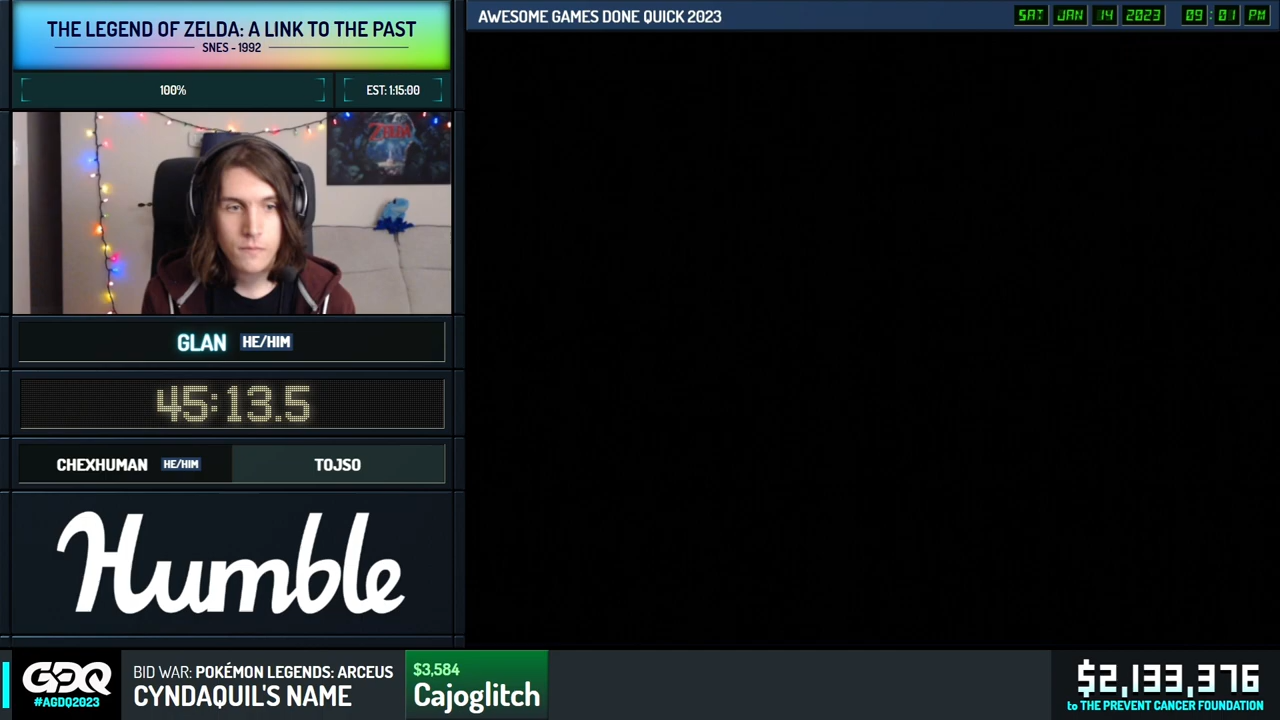 THE LEGEND OF ZELDA: A LINK TO THE PAST
SNES - 1992
100%
EST: 1:15:00
AWESOME GAMES DONE QUICK 2023
SAT JAN 14 2023 09:01 PM
ZELDA
GLAN HE/HIM
45:13.5
CHEXHUMAN HE/HIM
TOJSO
Humble
GDQ
#AGDQ2023
BID WAR: POKÉMON LEGENDS: ARCEUS
CYNDAQUIL'S NAME
$3,584
Cajoglitch
$2,133,376
to THE PREVENT CANCER FOUNDATION